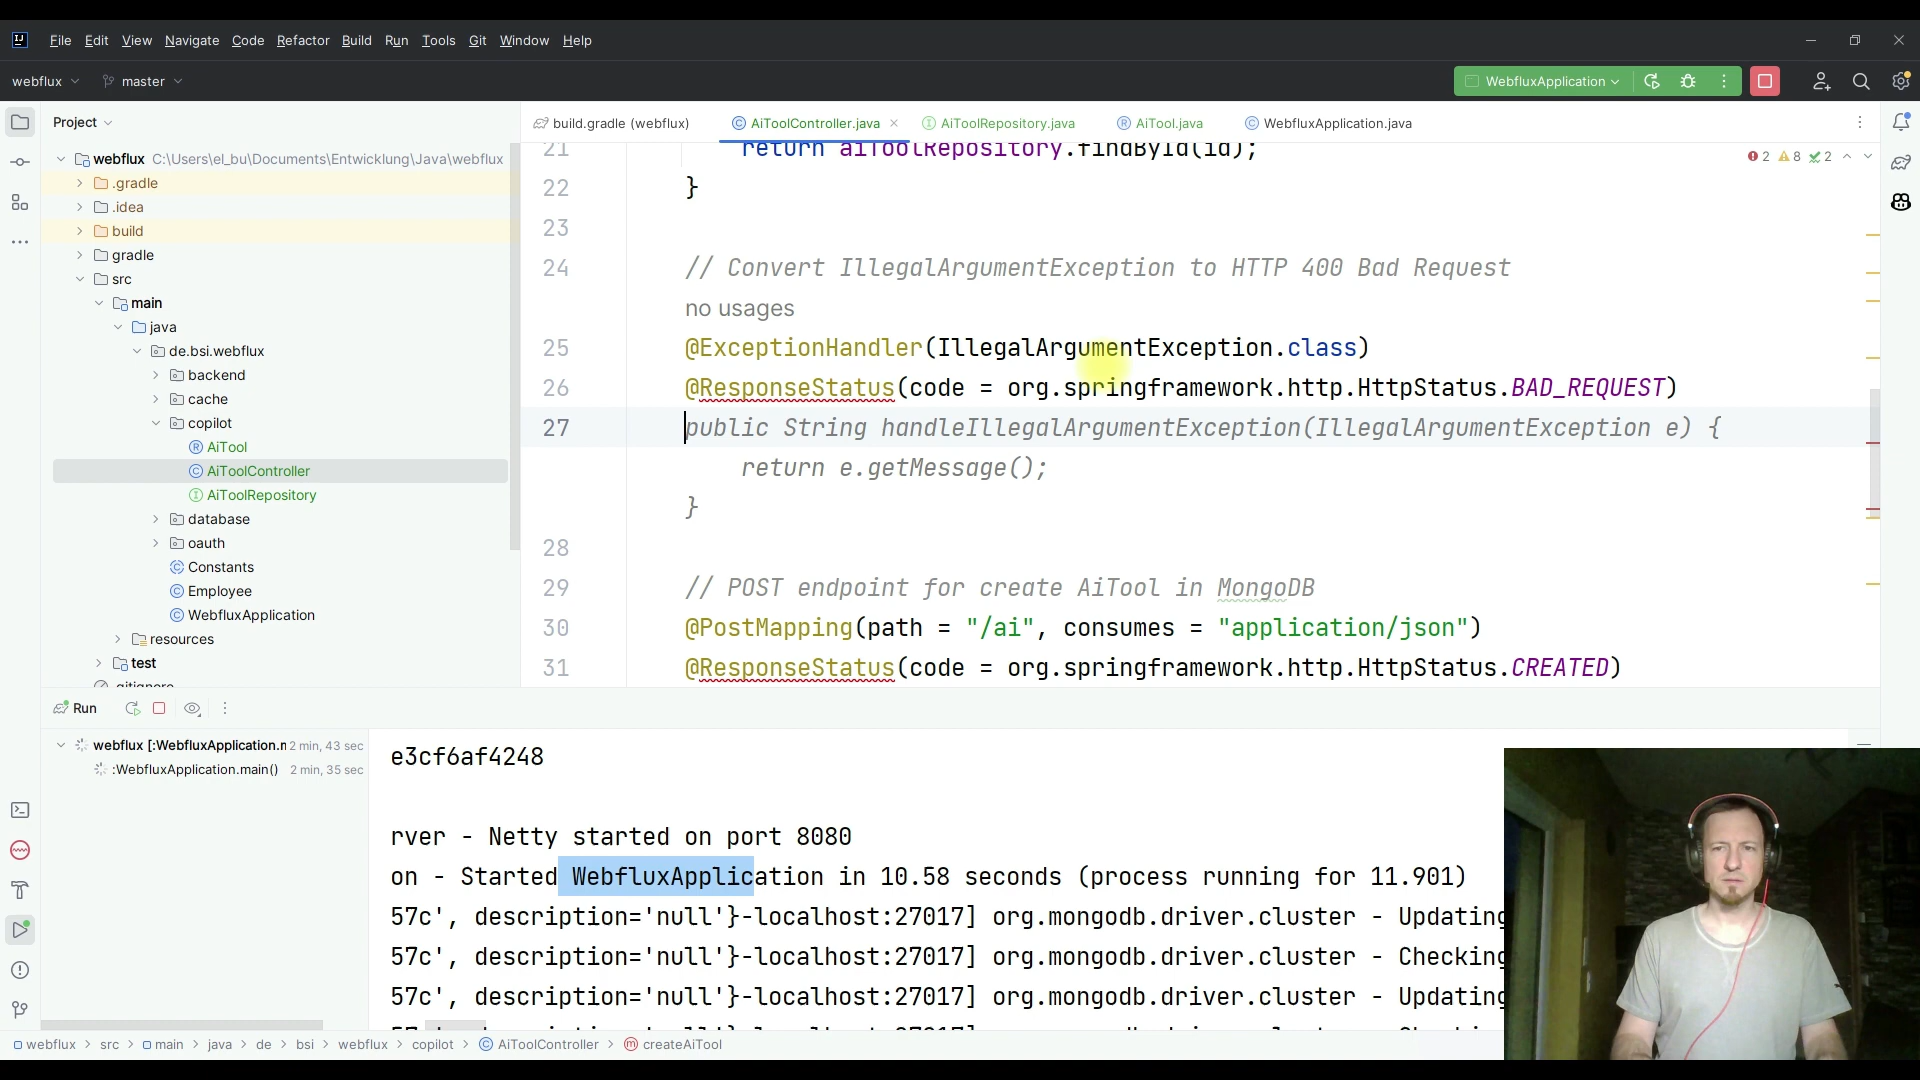 File Edit View Navigate Code Refactor Build Run Tools Git Window Help
webflux master WebfluxApplication
Project
build.gradle (webflux) AiToolController.java AiToolRepository.java AiTool.java WebfluxApplication.java
webflux C:\Users\el_bu\Documents\Entwicklung\Java\webflux
.gradle
.idea
build
gradle
src
main
java
de.bsi.webflux
backend
cache
copilot
AiTool
AiToolController
AiToolRepository
database
oauth
Constants
Employee
WebfluxApplication
resources
test
.gitignore
2 8 2
21 return aiToolRepository.findById(id);
22 }
23
24 // Convert IllegalArgumentException to HTTP 400 Bad Request
no usages
25 @ExceptionHandler(IllegalArgumentException.class)
26 @ResponseStatus(code = org.springframework.http.HttpStatus.BAD_REQUEST)
27 public String handleIllegalArgumentException(IllegalArgumentException e) {
return e.getMessage();
}
28
29 // POST endpoint for create AiTool in MongoDB
30 @PostMapping(path = "/ai", consumes = "application/json")
31 @ResponseStatus(code = org.springframework.http.HttpStatus.CREATED)
Run
webflux [:WebfluxApplication.m 2 min, 43 sec
:WebfluxApplication.main() 2 min, 35 sec
e3cf6af4248
rver - Netty started on port 8080
on - Started WebfluxApplication in 10.58 seconds (process running for 11.901)
57c', description='null'}-localhost:27017] org.mongodb.driver.cluster - Updating
57c', description='null'}-localhost:27017] org.mongodb.driver.cluster - Checking
57c', description='null'}-localhost:27017] org.mongodb.driver.cluster - Updating
webflux > src > main > java > de > bsi > webflux > copilot > AiToolController > createAiTool